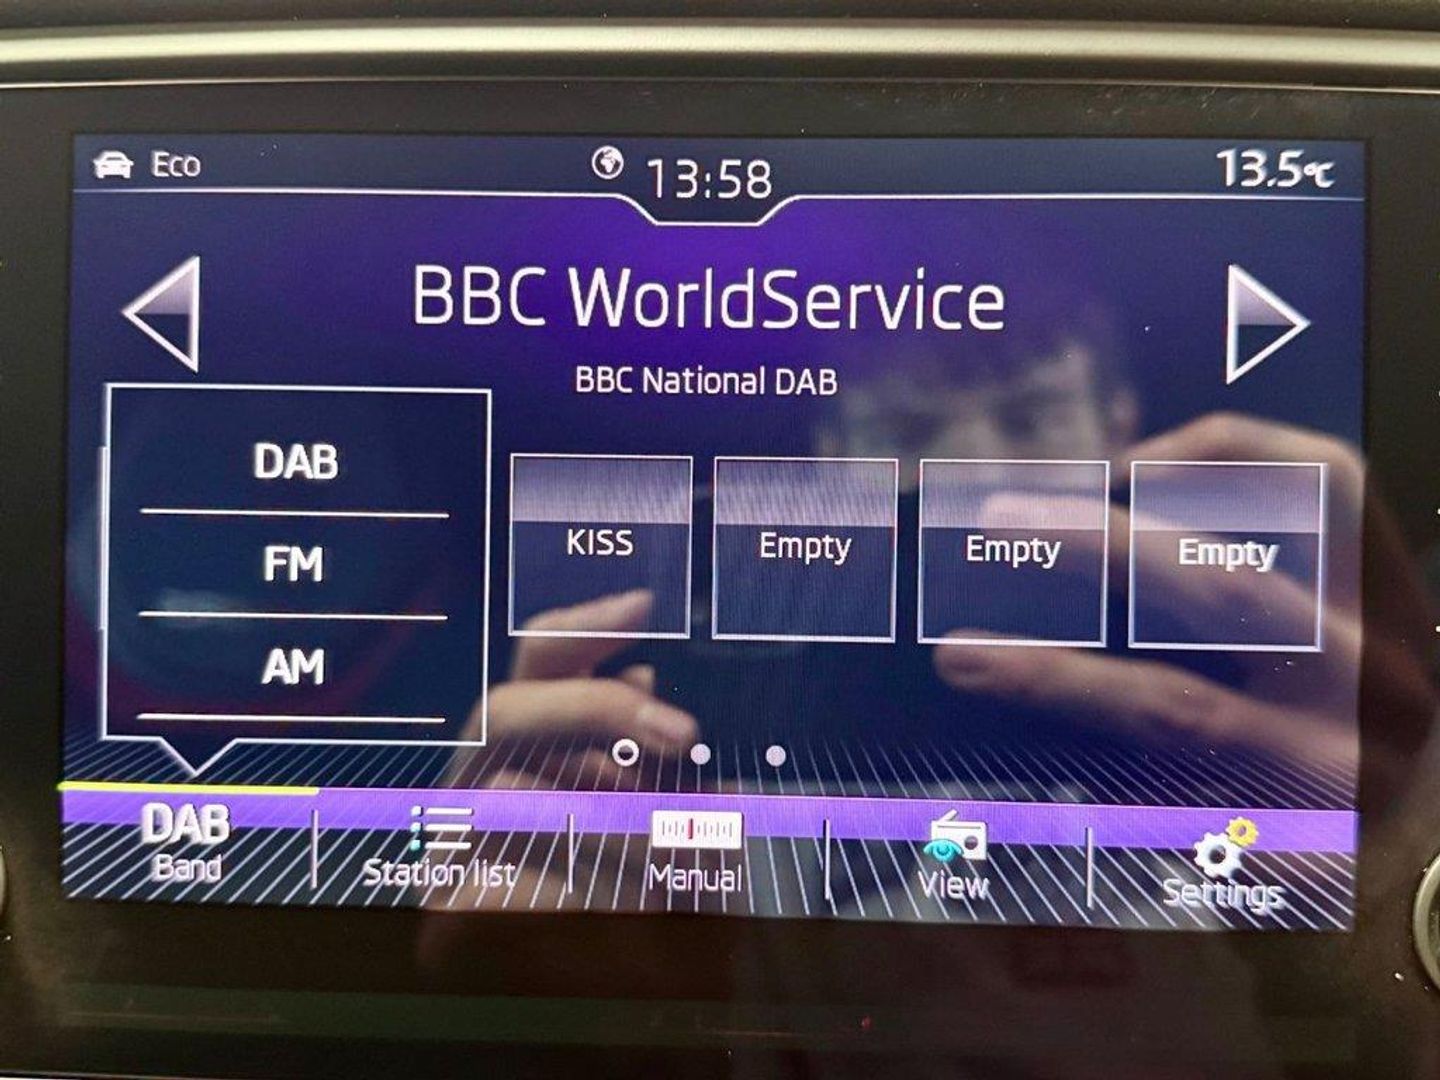 Eco
13:58
13.5°C
BBC WorldService
BBC National DAB
DAB
FM
AM
KISS
Empty
Empty
Empty
DAB
Band
Station list
Manual
View
Settings